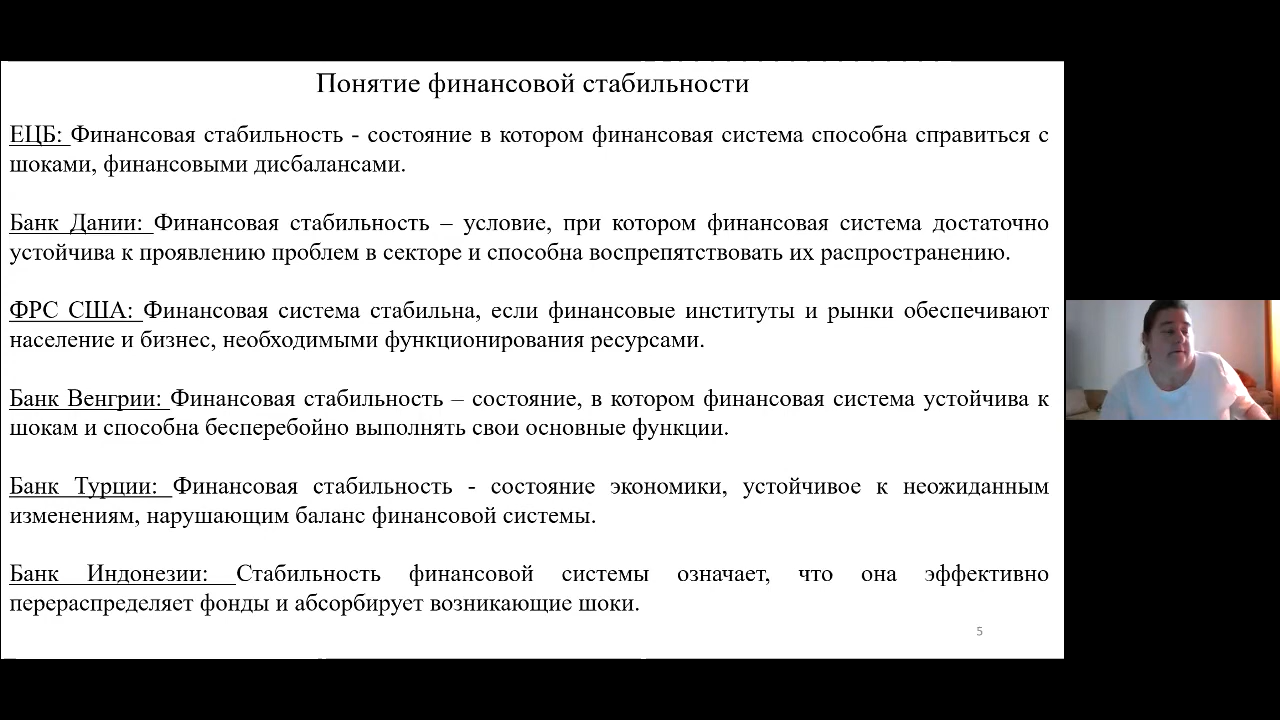 Понятие финансовой стабильности
ЕЦБ: Финансовая стабильность - состояние в котором финансовая система способна справиться с
шоками, финансовыми дисбалансами.
Банк Дании: Финансовая стабильность – условие, при котором финансовая система достаточно
устойчива к проявлению проблем в секторе и способна воспрепятствовать их распространению.
ФРС США: Финансовая система стабильна, если финансовые институты и рынки обеспечивают
население и бизнес, необходимыми функционирования ресурсами.
Банк Венгрии: Финансовая стабильность – состояние, в котором финансовая система устойчива к
шокам и способна бесперебойно выполнять свои основные функции.
Банк Турции: Финансовая стабильность - состояние экономики, устойчивое к неожиданным
изменениям, нарушающим баланс финансовой системы.
Банк Индонезии: Стабильность финансовой системы означает, что она эффективно
перераспределяет фонды и абсорбирует возникающие шоки.
5